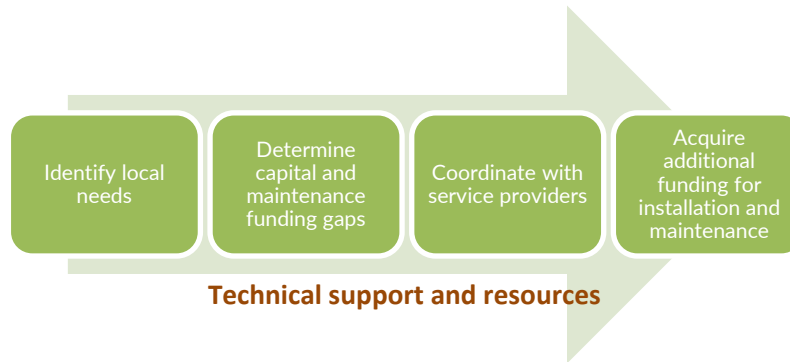 Identify local
needs
Determine
capital and
maintenance
funding gaps
Coordinate with
service providers
Acquire
additional
funding for
installation and
maintenance
Technical support and resources